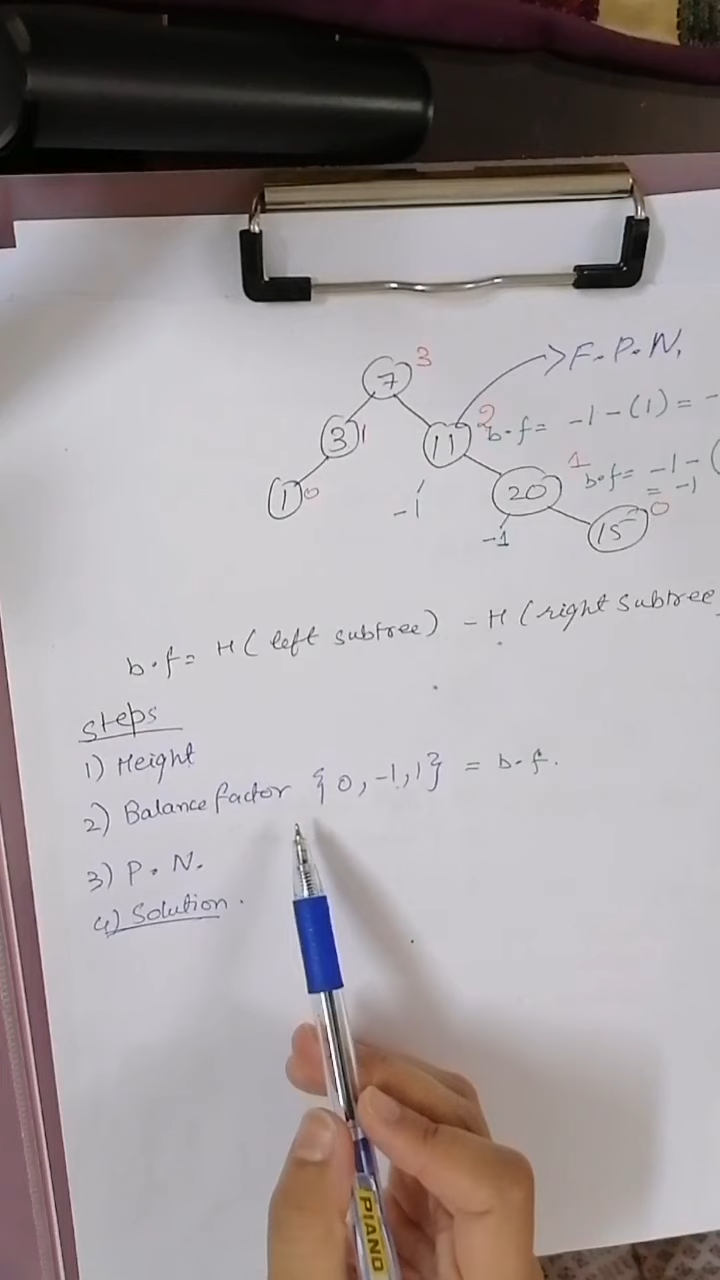 7 3
F.P.N.
3 1
11 2
b.f = -1-(1) = -
1 0
-1
20 1
b.f = -1-(
= -1
-1
15 0
b.f = H(left subtree) - H(right subtree
Steps
1) Height
2) Balance factor {0, -1, 1} = b.f.
3) P.N.
4) Solution.
PIANO